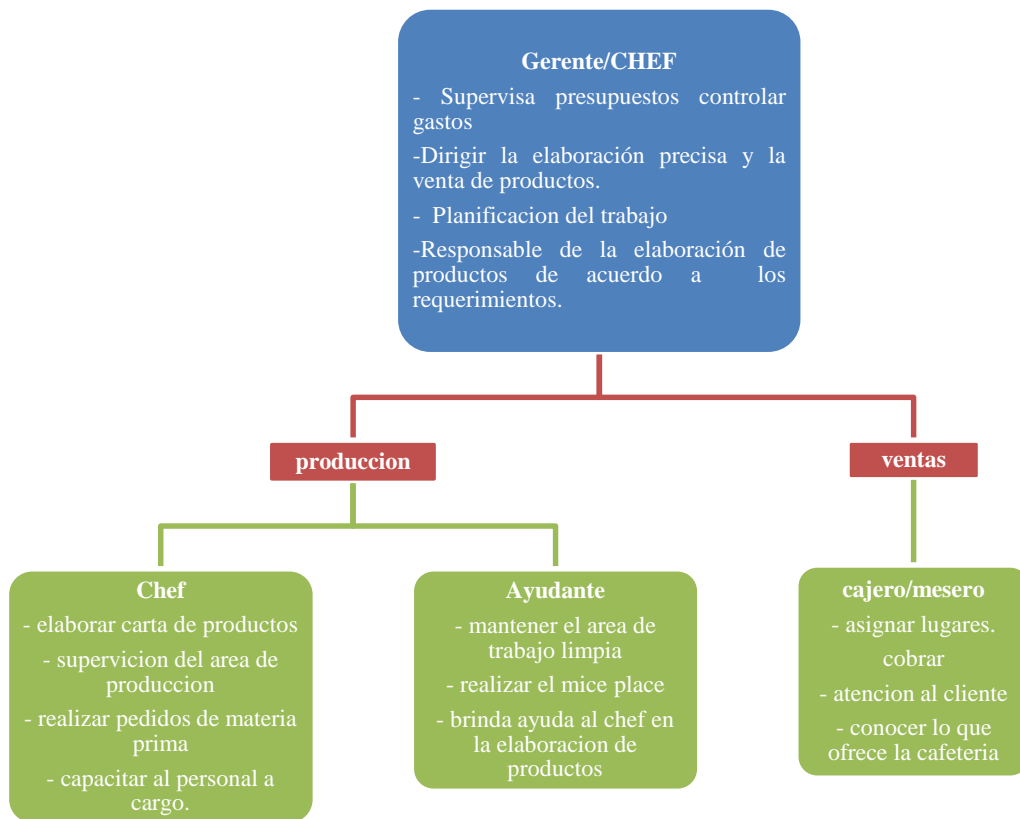 Gerente/CHEF
- Supervisa presupuestos controlar
gastos
-Dirigir la elaboración precisa y la
venta de productos.
- Planificacion del trabajo
-Responsable de la elaboración de
productos de acuerdo a los
requerimientos.
produccion
ventas
Chef
- elaborar carta de productos
- supervicion del area de
produccion
- realizar pedidos de materia
prima
- capacitar al personal a
cargo.
Ayudante
- mantener el area de
trabajo limpia
- realizar el mice place
- brinda ayuda al chef en
la elaboracion de
productos
cajero/mesero
- asignar lugares.
cobrar
- atencion al cliente
- conocer lo que
ofrece la cafeteria